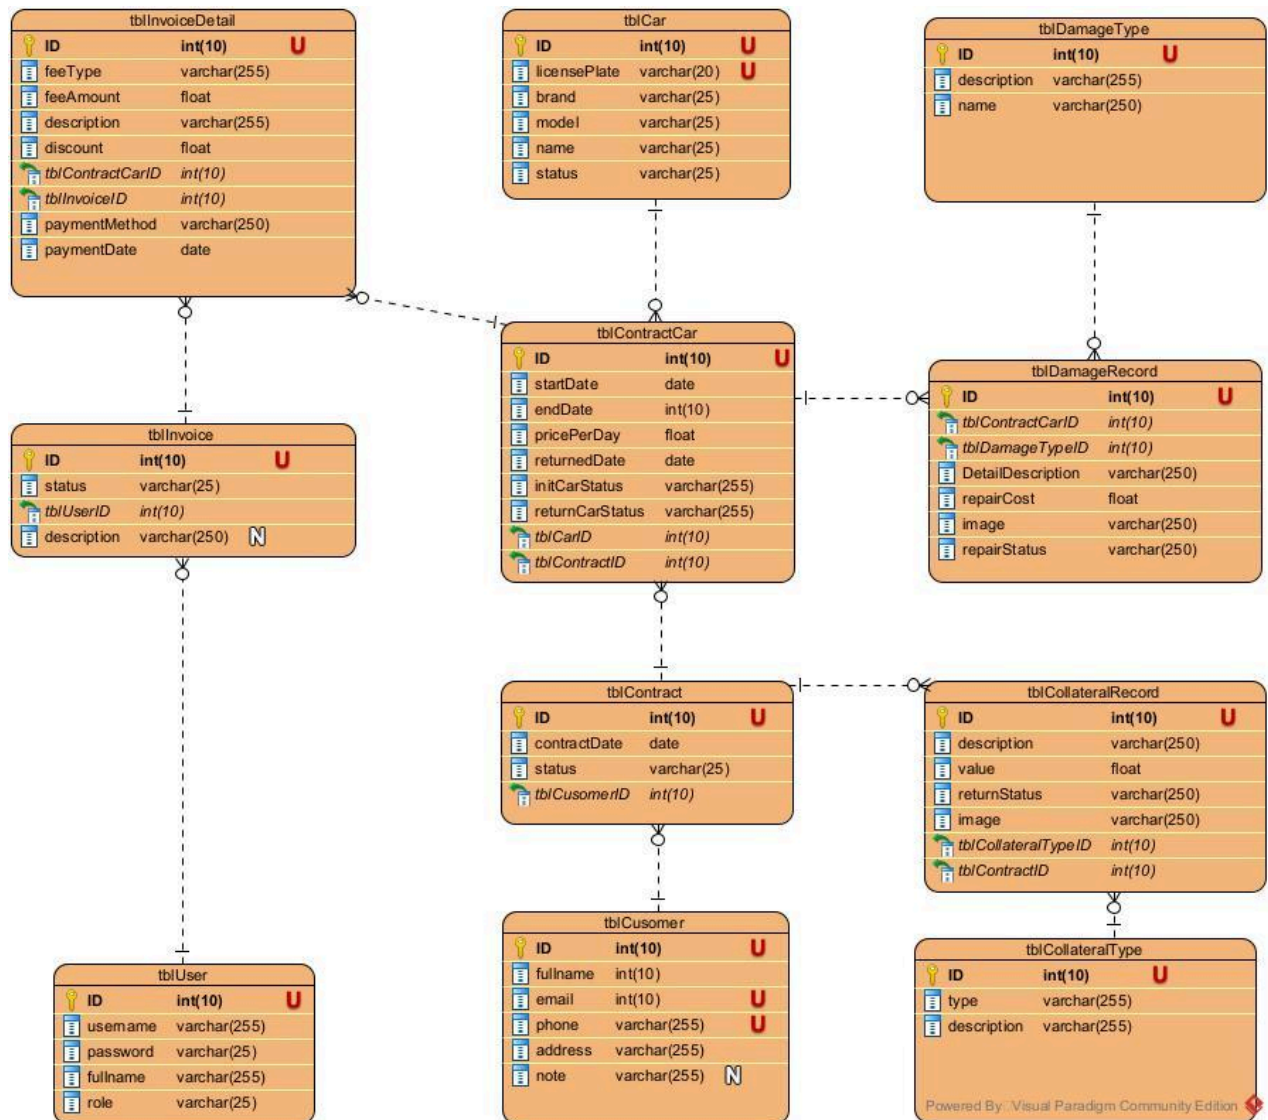 tblInvoiceDetail
ID int(10) U
feeType varchar(255)
feeAmount float
description varchar(255)
discount float
tblContractCarID int(10)
tblInvoiceID int(10)
paymentMethod varchar(250)
paymentDate date
tblCar
ID int(10) U
licensePlate varchar(20) U
brand varchar(25)
model varchar(25)
name varchar(25)
status varchar(25)
tblDamageType
ID int(10) U
description varchar(255)
name varchar(250)
tblContractCar
ID int(10) U
startDate date
endDate int(10)
pricePerDay float
returnedDate date
initCarStatus varchar(255)
returnCarStatus varchar(255)
tblCarID int(10)
tblContractID int(10)
tblDamageRecord
ID int(10) U
tblContractCarID int(10)
tblDamageTypeID int(10)
DetailDescription varchar(250)
repairCost float
image varchar(250)
repairStatus varchar(250)
tblInvoice
ID int(10) U
status varchar(25)
tblUserID int(10)
description varchar(250) N
tblContract
ID int(10) U
contractDate date
status varchar(25)
tblCusomerID int(10)
tblCollateralRecord
ID int(10) U
description varchar(250)
value float
returnStatus varchar(250)
image varchar(250)
tblCollateralTypeID int(10)
tblContractID int(10)
tblUser
ID int(10) U
username varchar(255)
password varchar(25)
fullname varchar(255)
role varchar(25)
tblCusomer
ID int(10) U
fullname int(10)
email int(10) U
phone varchar(255) U
address varchar(255)
note varchar(255) N
tblCollateralType
ID int(10) U
type varchar(255)
description varchar(255)
Powered By Visual Paradigm Community Edition